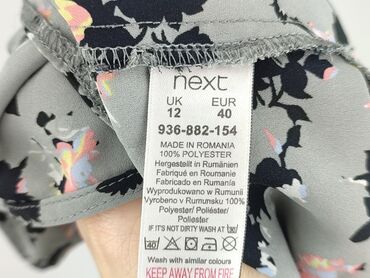 next
UK EUR
12 40
936-882-154
MADE IN ROMANIA
100% POLYESTER
Hergestellt in Rumänien
Fabriqué en Roumanie
Fabricado en Rumanía
Wyprodukowano w Rumunii
Vyrobeno v Rumunsku 100%
Polyester/ Poliéster/
Poliester
IF IT'S NOT DIRTY WASH AT 30
40
Wash with similar colours
KEEP AWAY FROM FIRE